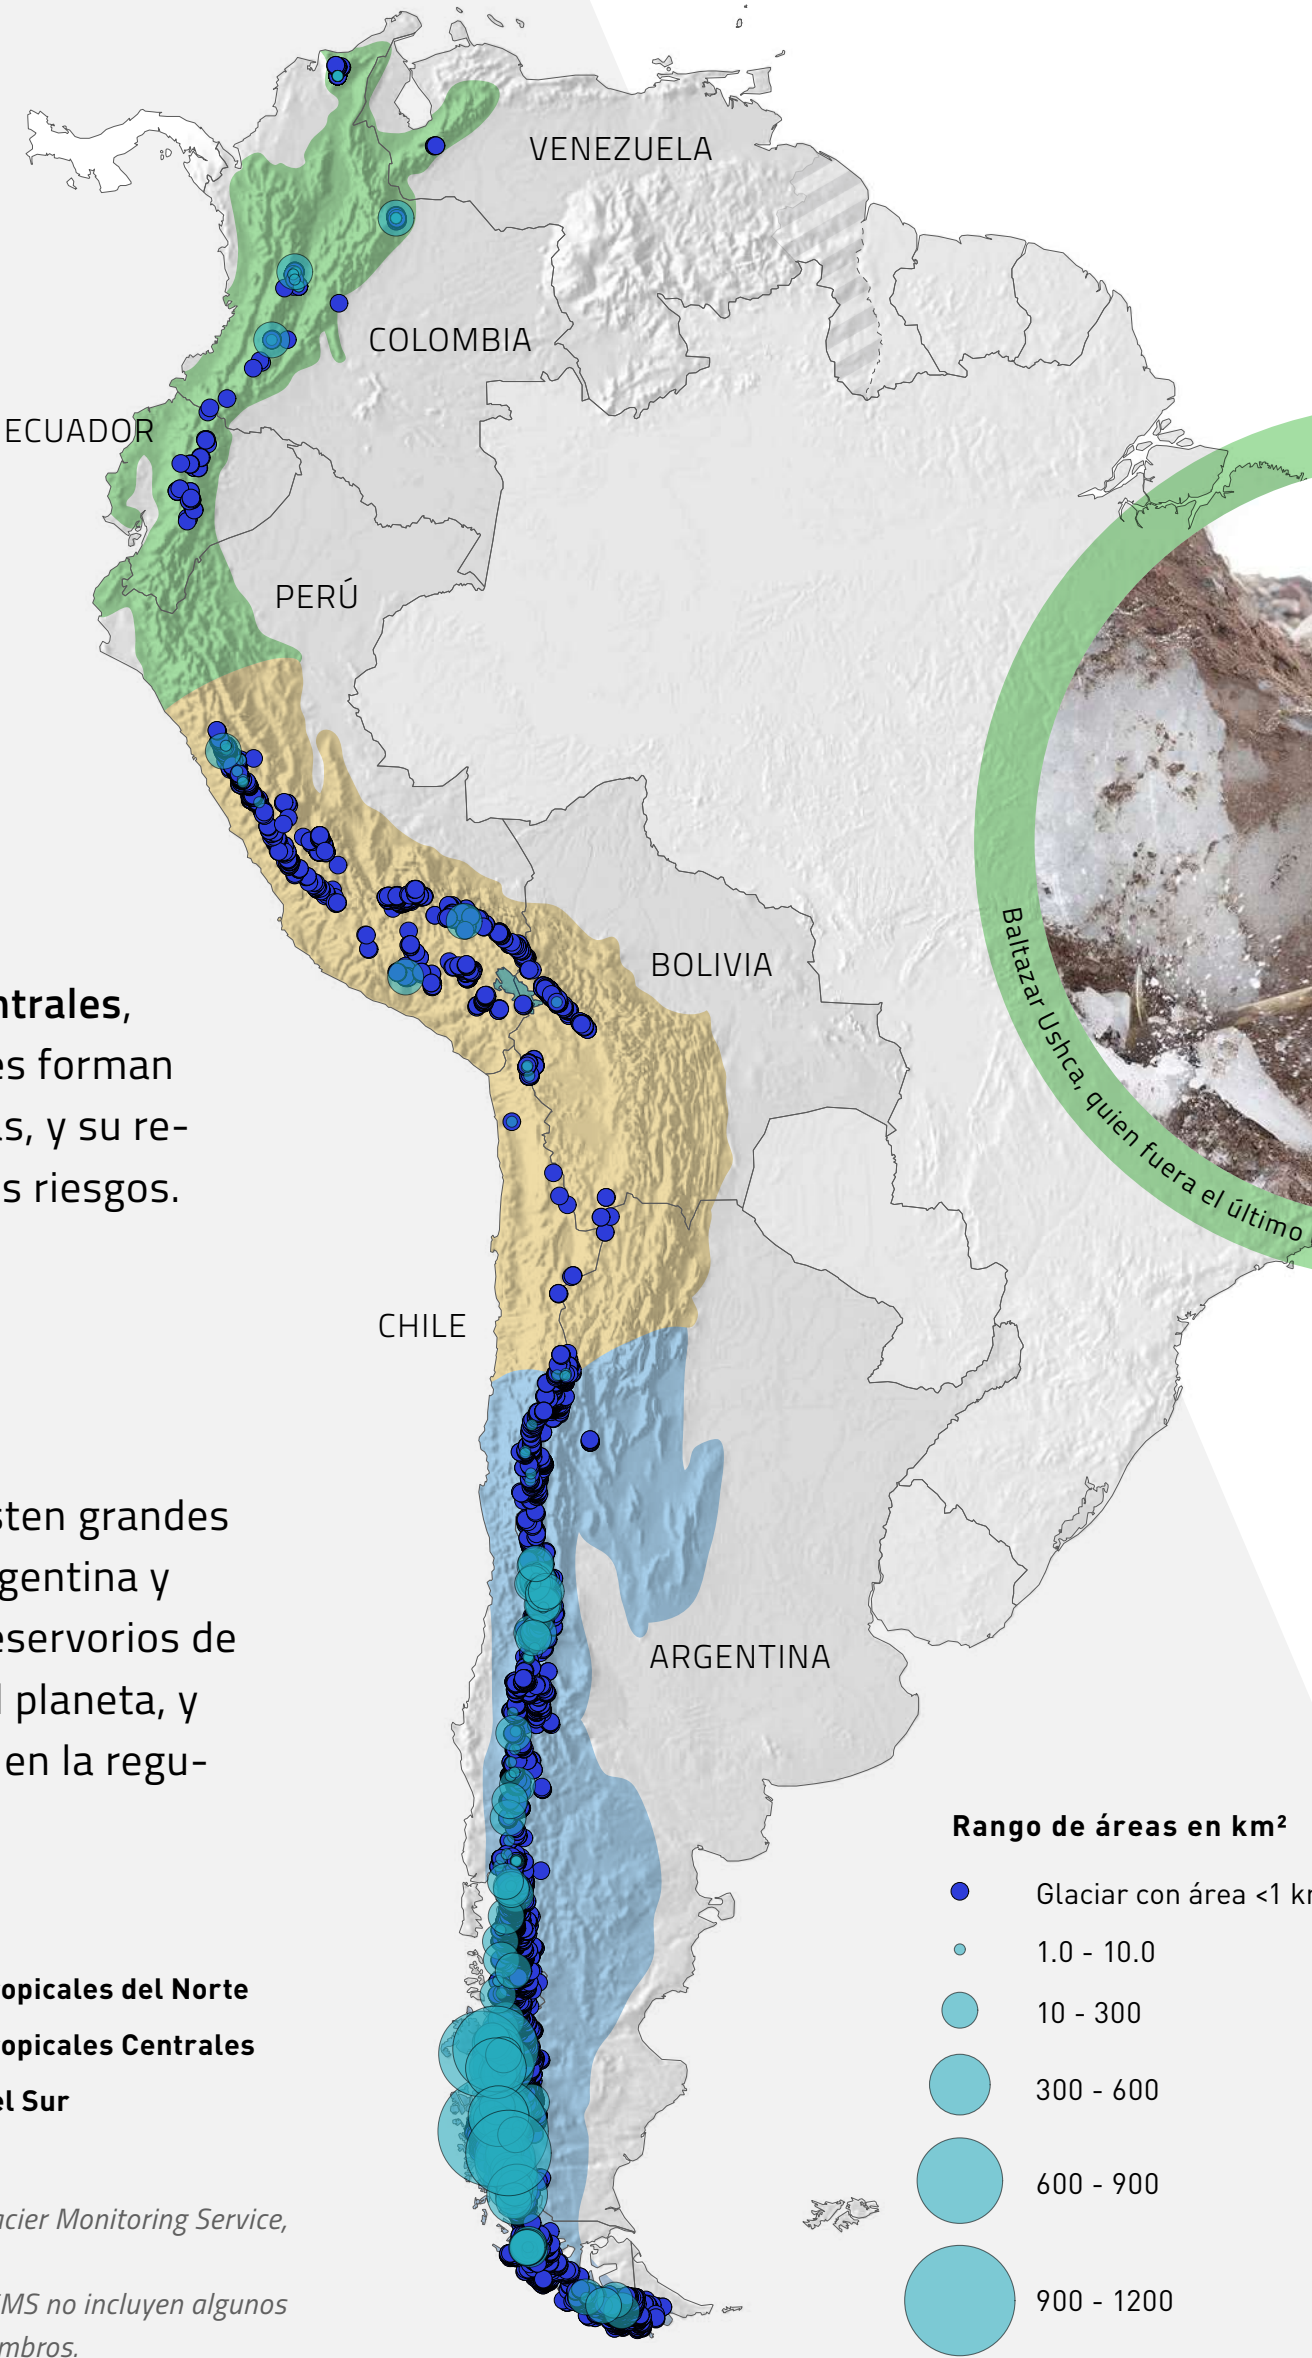 VENEZUELA
COLOMBIA
ECUADOR
PERÚ
BOLIVIA
Baltazar Ushca, quien fuera el último
ntrales,
es forman
as, y su re-
s riesgos.
CHILE
sten grandes
gentina y
eservorios de
l planeta, y
en la regu-
ARGENTINA
Rango de áreas en km²
Glaciar con área <1 km
1.0 - 10.0
10 - 300
300 - 600
600 - 900
900 - 1200
opicales del Norte
opicales Centrales
el Sur
acier Monitoring Service,
MS no incluyen algunos
mbros.